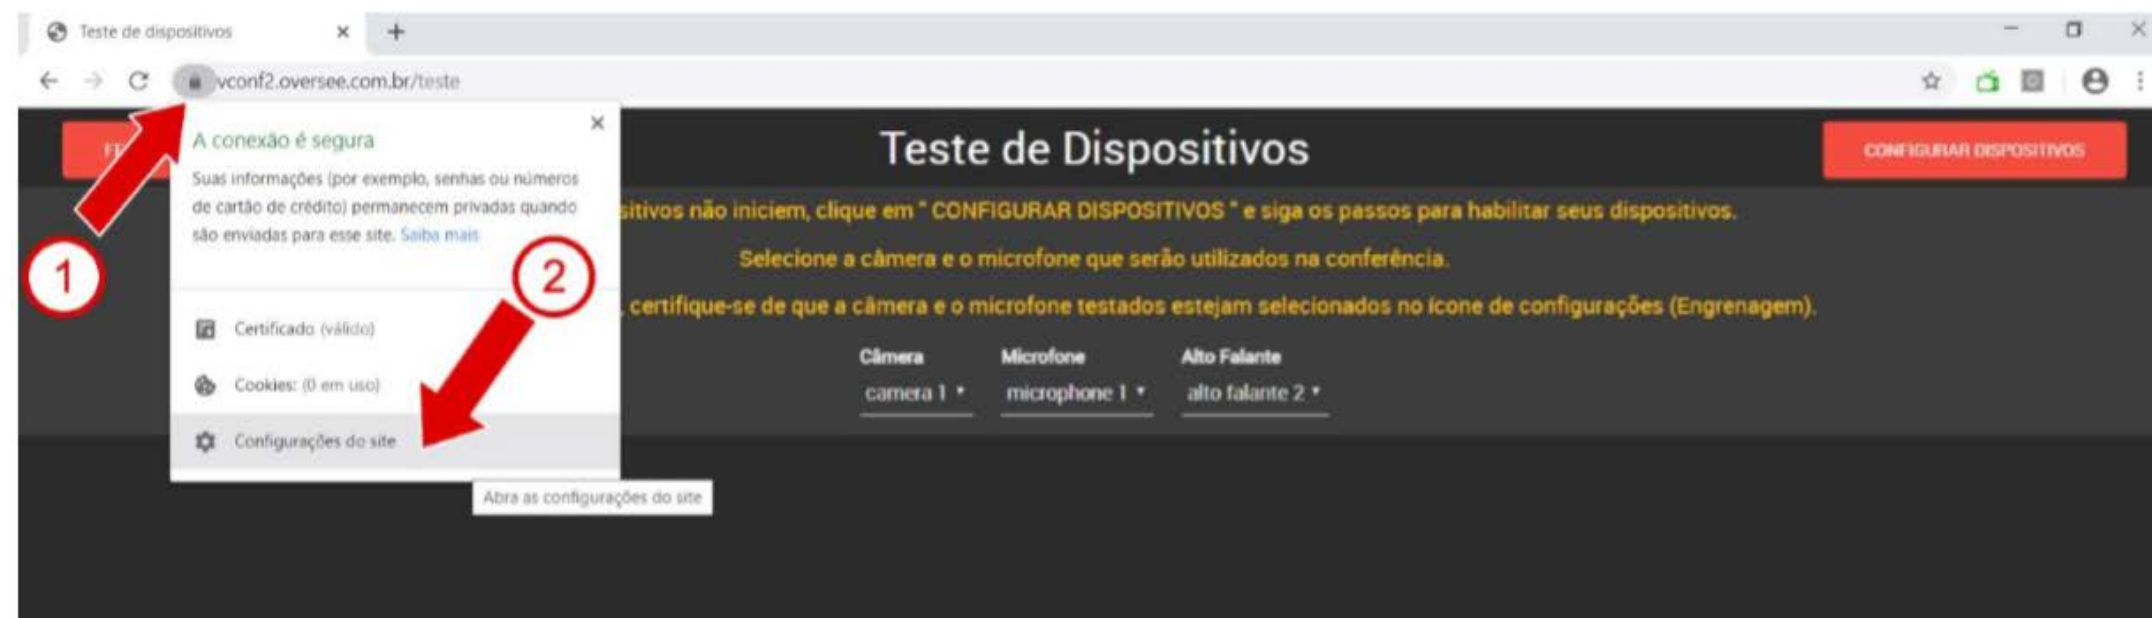 Teste de dispositivos
vconf2.oversee.com.br/teste
Teste de Dispositivos
CONFIGURAR DISPOSITIVOS
A conexão é segura
Suas informações (por exemplo, senhas ou números
de cartão de crédito) permanecem privadas quando
são enviadas para esse site. Saiba mais
1
2
Certificado (válido)
Cookies: (0 em uso)
Configurações do site
Abra as configurações do site
sitivos não iniciem, clique em " CONFIGURAR DISPOSITIVOS " e siga os passos para habilitar seus dispositivos.
Selecione a câmera e o microfone que serão utilizados na conferência.
, certifique-se de que a câmera e o microfone testados estejam selecionados no ícone de configurações (Engrenagem).
Câmera Microfone Alto Falante
camera 1 microphone 1 alto falante 2